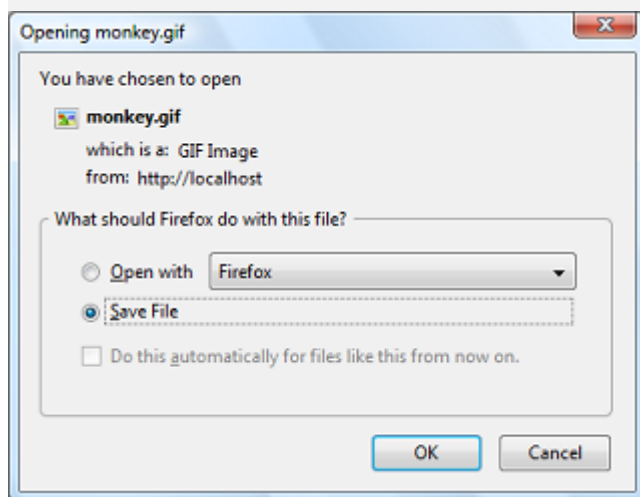 Opening monkey.gif
You have chosen to open
monkey.gif
which is a: GIF Image
from: http://localhost
What should Firefox do with this file?
Open with Firefox
Save File
Do this automatically for files like this from now on.
OK Cancel